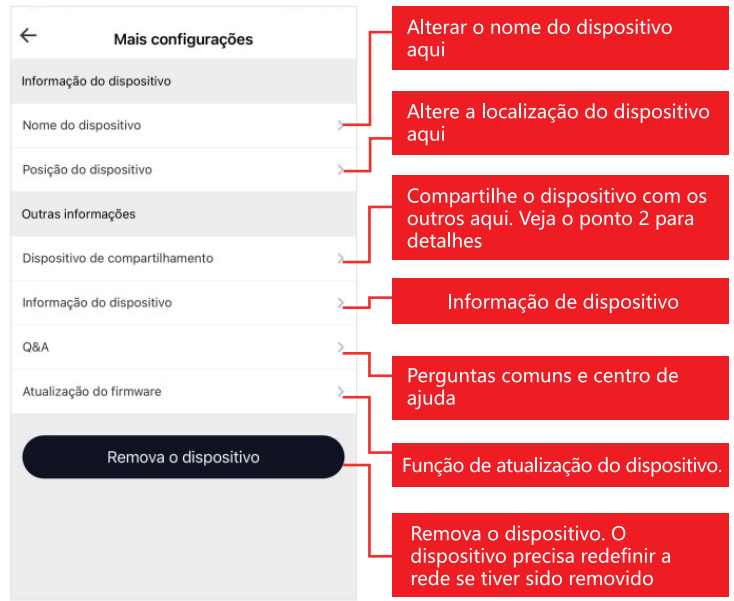 Mais configurações
Informação do dispositivo
Nome do dispositivo
Posição do dispositivo
Outras informações
Dispositivo de compartilhamento
Informação do dispositivo
Q&A
Atualização do firmware
Remova o dispositivo
Alterar o nome do dispositivo
aqui
Altere a localização do dispositivo
aqui
Compartilhe o dispositivo com os
outros aqui. Veja o ponto 2 para
detalhes
Informação de dispositivo
Perguntas comuns e centro de
ajuda
Função de atualização do dispositivo.
Remova o dispositivo. O
dispositivo precisa redefinir a
rede se tiver sido removido